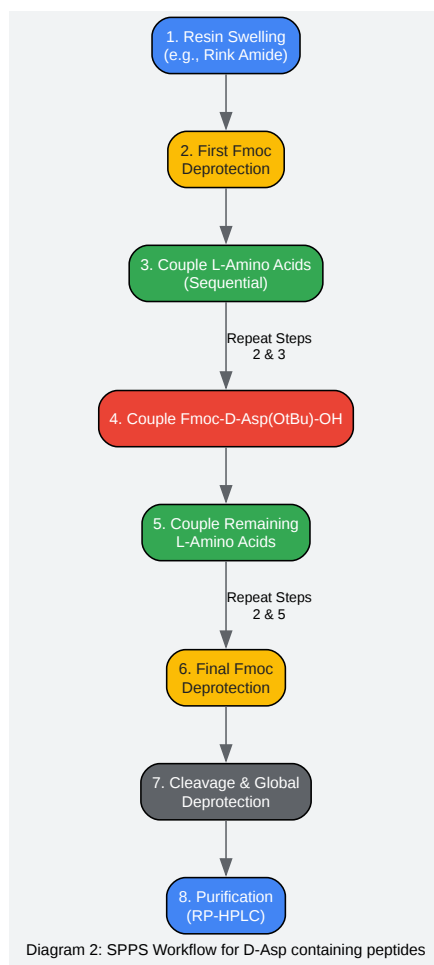 1. Resin Swelling
(e.g., Rink Amide)
2. First Fmoc
Deprotection
3. Couple L-Amino Acids
(Sequential)
Repeat Steps
2 & 3
4. Couple Fmoc-D-Asp(OtBu)-OH
5. Couple Remaining
L-Amino Acids
Repeat Steps
2 & 5
6. Final Fmoc
Deprotection
7. Cleavage & Global
Deprotection
8. Purification
(RP-HPLC)
Diagram 2: SPPS Workflow for D-Asp containing peptides